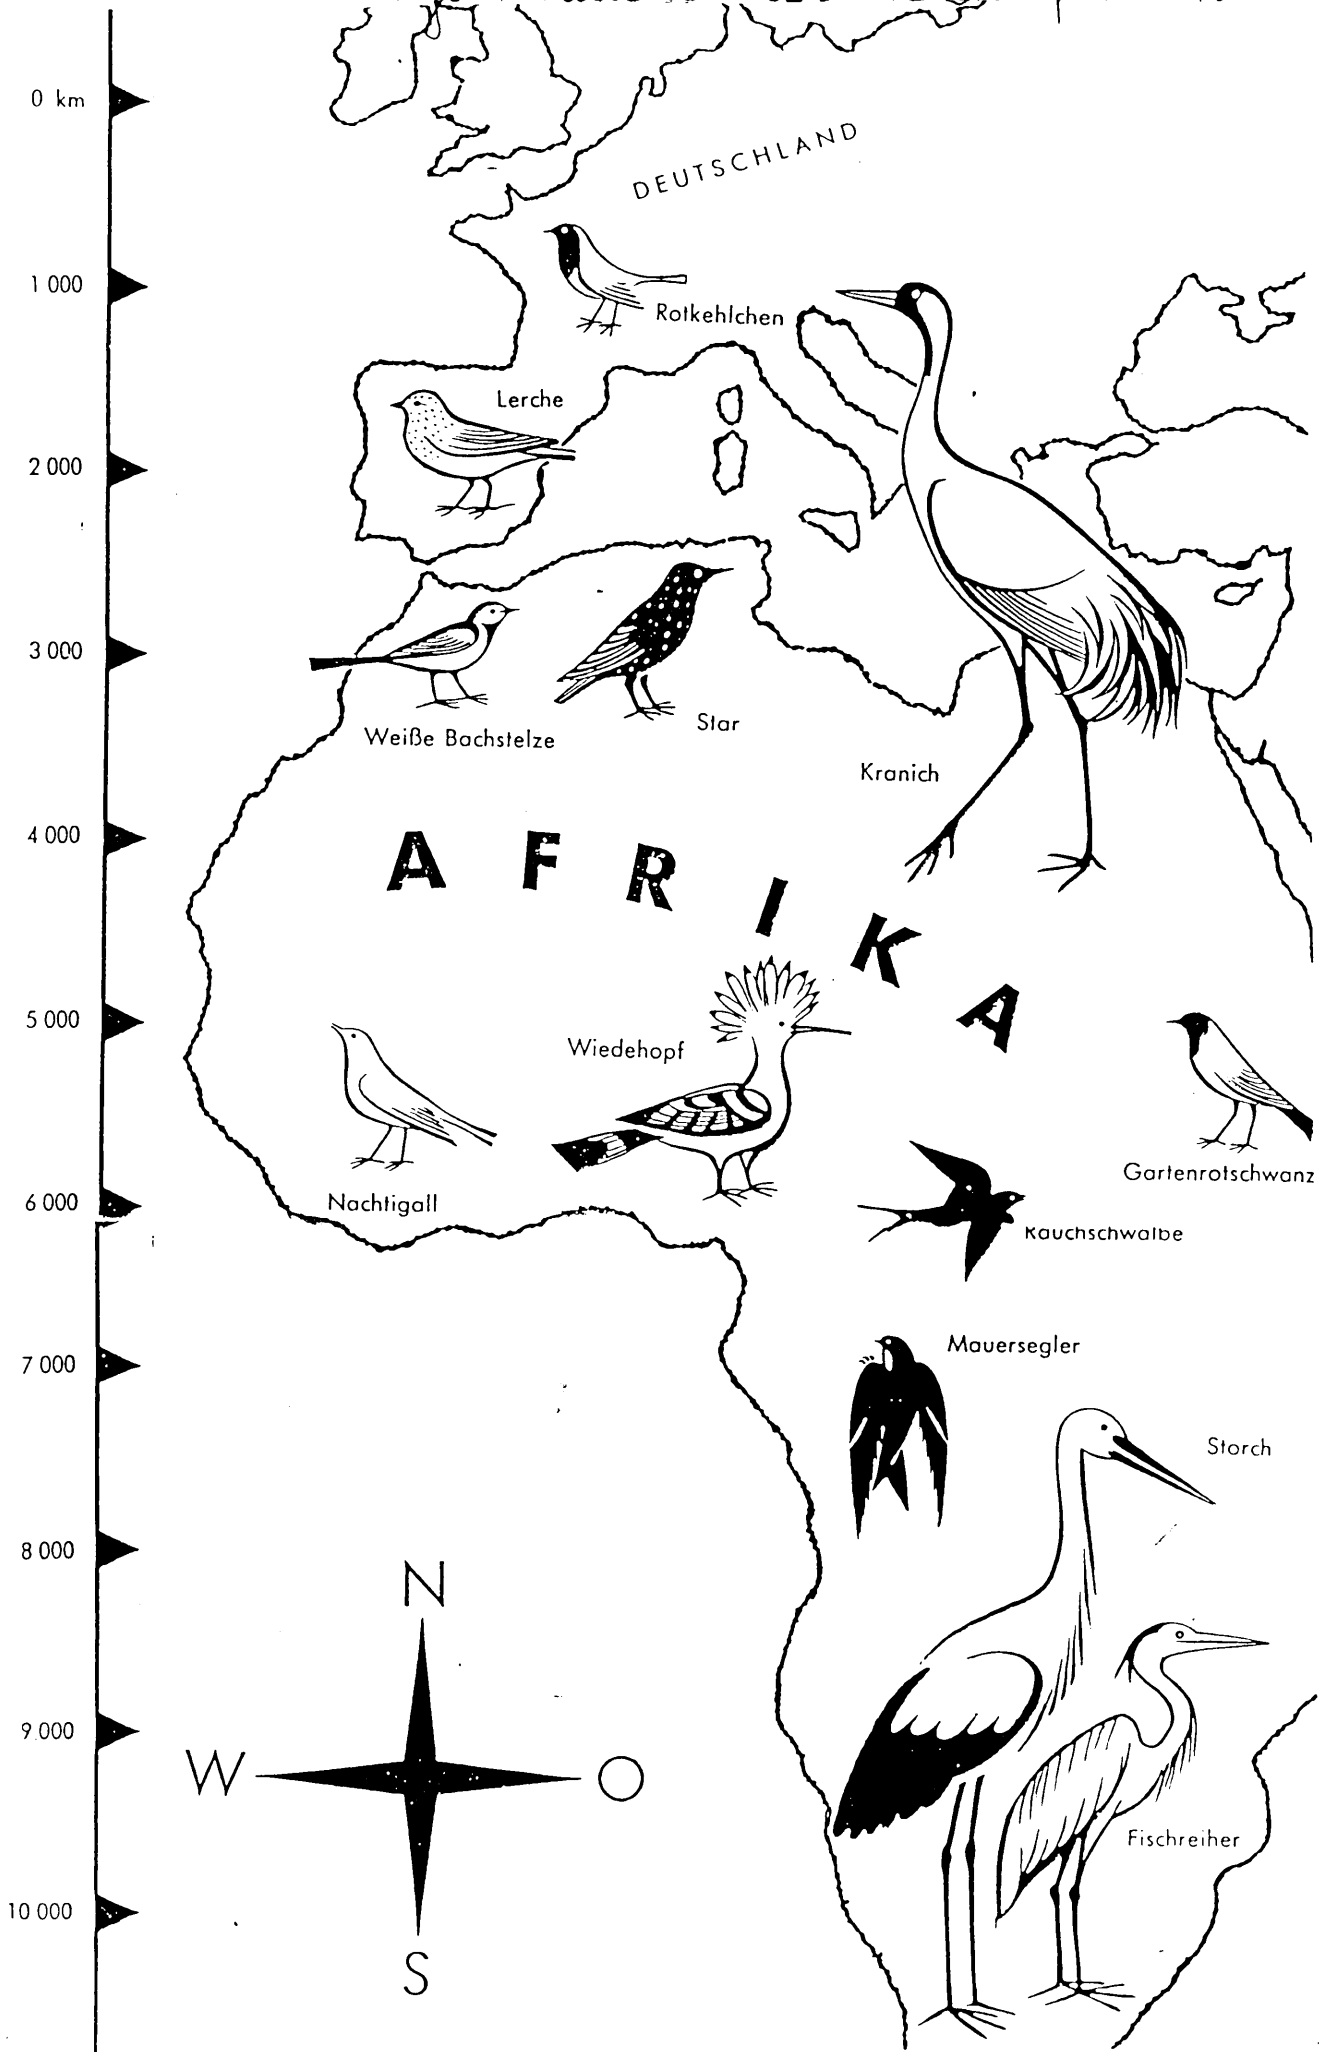 0 km
DEUTSCHLAND
1 000
Rotkehlchen
Lerche
2 000
3 000
Star
Weiße Bachstelze
Kranich
4 000
AFRIKA
5 000
Wiedehopf
Gartenrotschwanz
6 000
Nachtigall
Rauchschwalbe
Mauersegler
7 000
Storch
8 000
N
9 000
W
O
Fischreiher
10 000
S